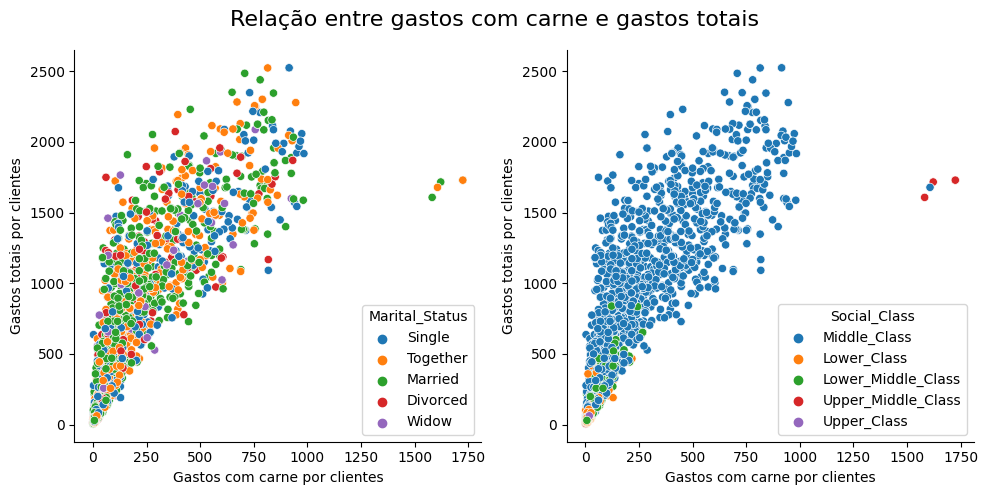 Relação entre gastos com carne e gastos totais
Gastos totais por clientes
2500
2000
1500
1000
500
0
Marital_Status
Single
Together
Married
Divorced
Widow
0 250 500 750 1000 1250 1500 1750
Gastos com carne por clientes
Gastos totais por clientes
2500
2000
1500
1000
500
0
Social_Class
Middle_Class
Lower_Class
Lower_Middle_Class
Upper_Middle_Class
Upper_Class
0 250 500 750 1000 1250 1500 1750
Gastos com carne por clientes